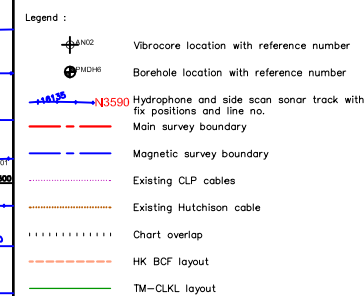 Legend :
AN02 Vibrocore location with reference number
PMDH6 Borehole location with reference number
16135 N3590 Hydrophone and side scan sonar track with
fix positions and line no.
Main survey boundary
Magnetic survey boundary
Existing CLP cables
Existing Hutchison cable
Chart overlap
HK BCF layout
TM-CLKL layout